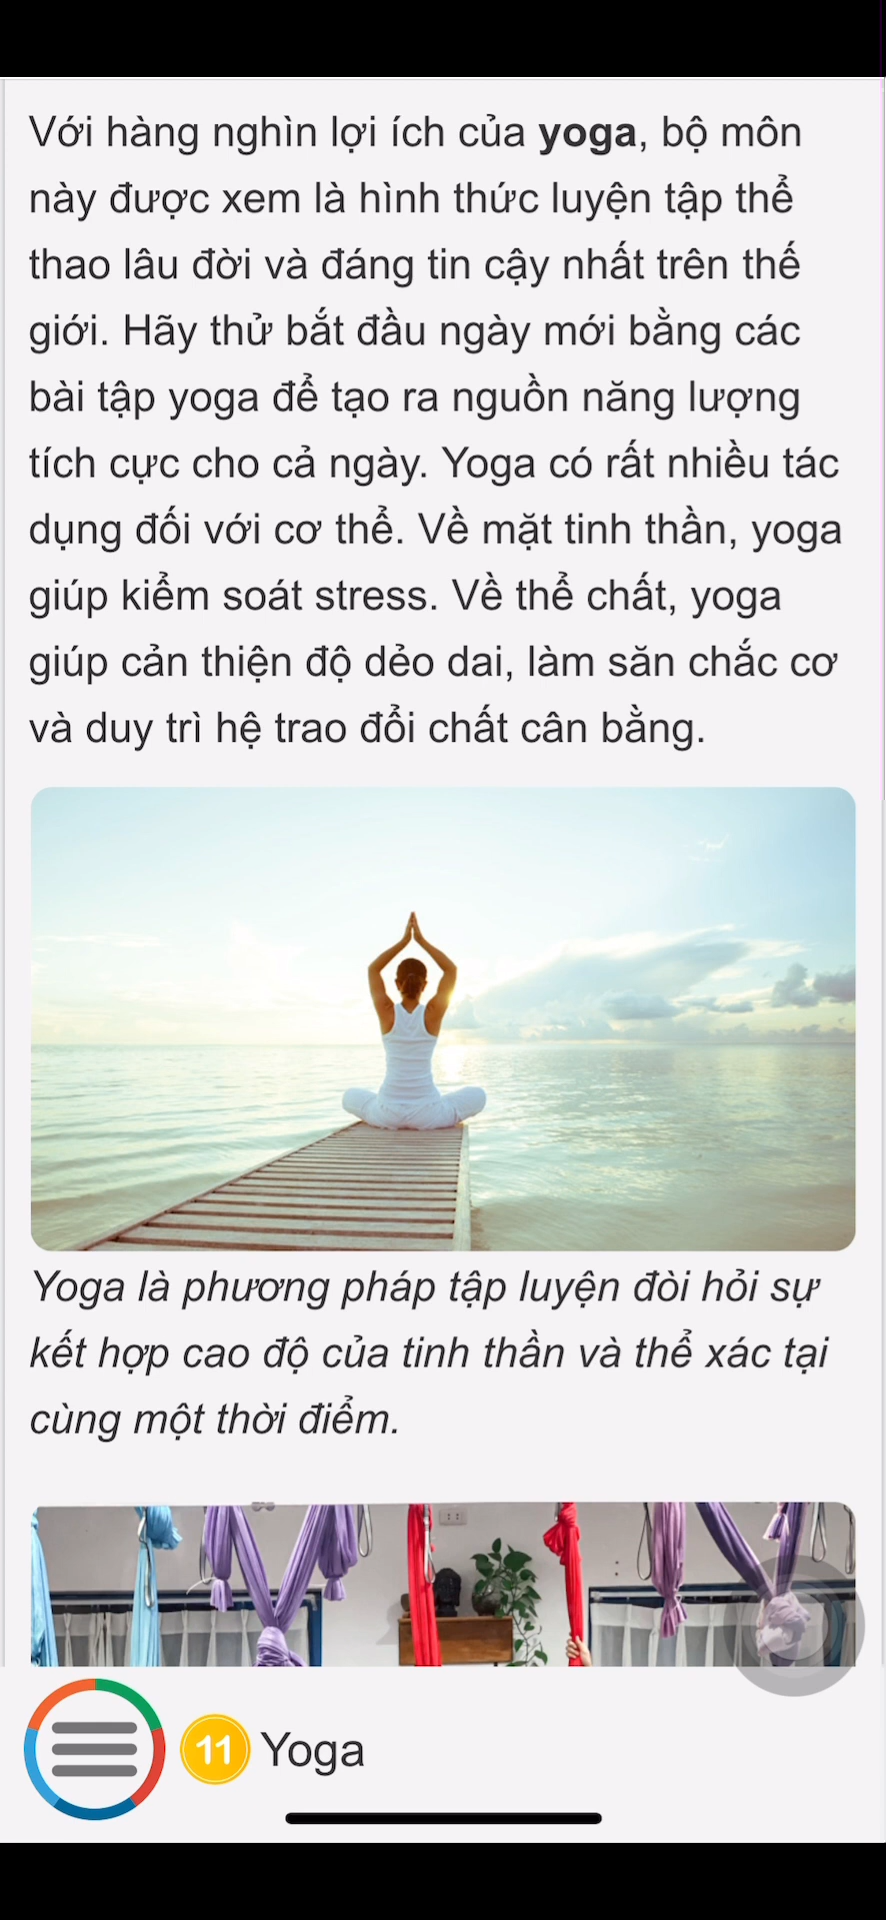 Với hàng nghìn lợi ích của yoga, bộ môn
này được xem là hình thức luyện tập thể
thao lâu đời và đáng tin cậy nhất trên thế
giới. Hãy thử bắt đầu ngày mới bằng các
bài tập yoga để tạo ra nguồn năng lượng
tích cực cho cả ngày. Yoga có rất nhiều tác
dụng đối với cơ thể. Về mặt tinh thần, yoga
giúp kiểm soát stress. Về thể chất, yoga
giúp cản thiện độ dẻo dai, làm săn chắc cơ
và duy trì hệ trao đổi chất cân bằng.
Yoga là phương pháp tập luyện đòi hỏi sự
kết hợp cao độ của tinh thần và thể xác tại
cùng một thời điểm.
11 Yoga